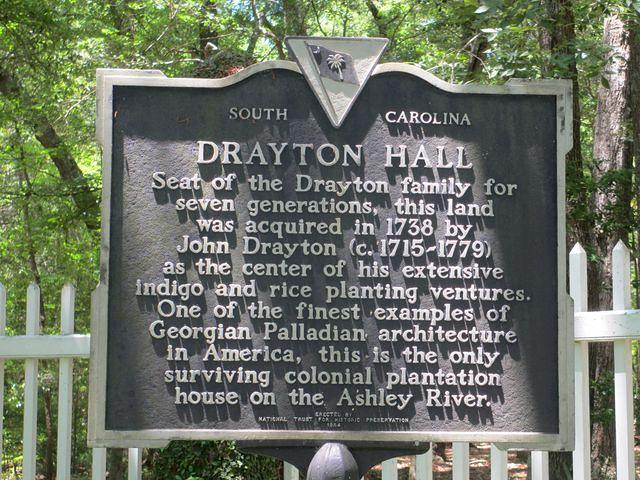 SOUTH CAROLINA
DRAYTON HALL
Seat of the Drayton family for
seven generations, this land
was acquired in 1738 by
John Drayton (c. 1715-1779)
as the center of his extensive
indigo and rice planting ventures.
One of the finest examples of
Georgian Palladian architecture
in America, this is the only
surviving colonial plantation
house on the Ashley River.
ERECTED BY
NATIONAL TRUST FOR HISTORIC PRESERVATION